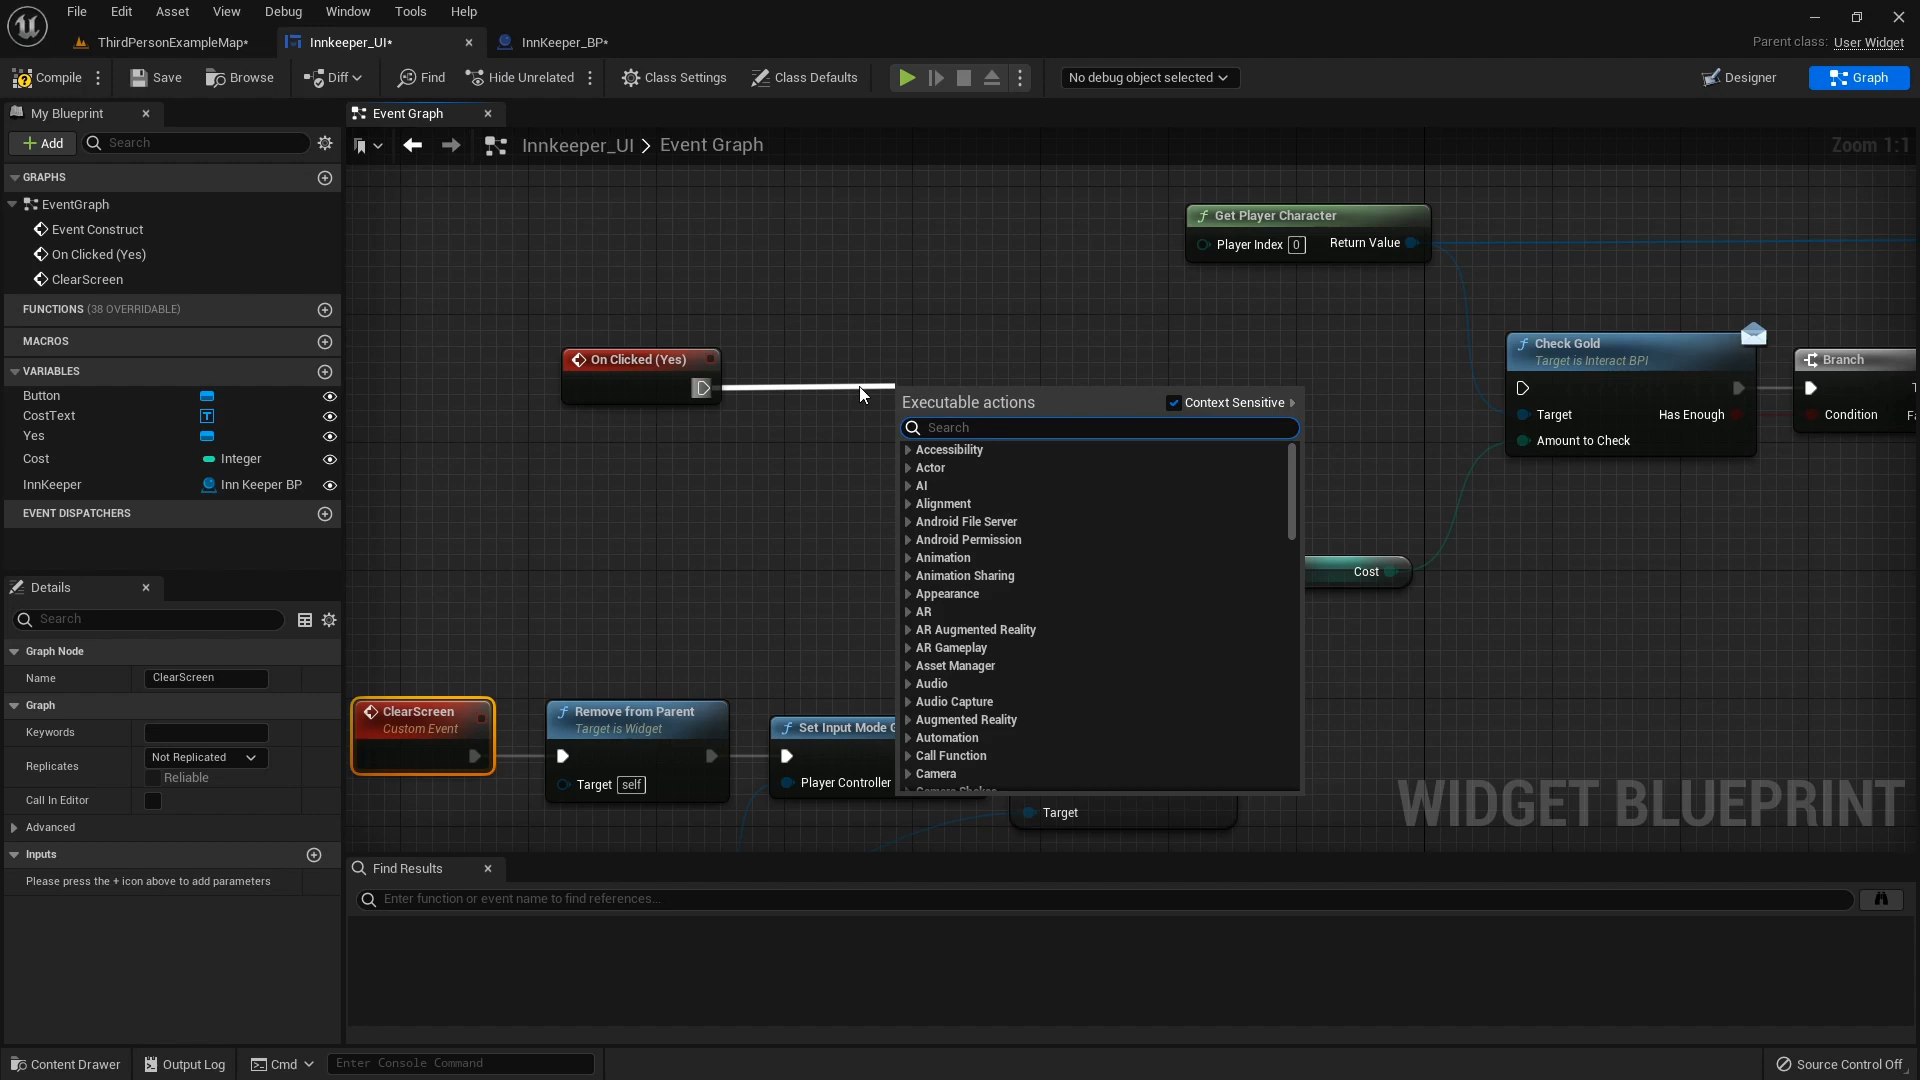 File Edit Asset View Debug Window Tools Help
ThirdPersonExampleMap* Innkeeper_UI* InnKeeper_BP*
Parent class: User Widget
Compile Save Browse Diff Find Hide Unrelated Class Settings Class Defaults No debug object selected Designer Graph
My Blueprint
Event Graph
Add Search
Innkeeper_UI > Event Graph
Zoom 1:1
GRAPHS
EventGraph
Event Construct
On Clicked (Yes)
ClearScreen
FUNCTIONS (38 OVERRIDABLE)
MACROS
VARIABLES
Button
CostText
Yes
Cost Integer
InnKeeper Inn Keeper BP
EVENT DISPATCHERS
Details
Search
Graph Node
Name ClearScreen
Graph
Keywords
Replicates Not Replicated
Reliable
Call In Editor
Advanced
Inputs
Please press the + icon above to add parameters
Get Player Character
Player Index 0 Return Value
On Clicked (Yes)
Check Gold
Target is Interact BPI
Target Has Enough
Amount to Check
Branch
Condition
Cost
Executable actions
Context Sensitive
Search
Accessibility
Actor
AI
Alignment
Android File Server
Android Permission
Animation
Animation Sharing
Appearance
AR
AR Augmented Reality
AR Gameplay
Asset Manager
Audio
Audio Capture
Augmented Reality
Automation
Call Function
Camera
ClearScreen
Custom Event
Remove from Parent
Target is Widget
Target self
Set Input Mode G
Player Controller
Target
WIDGET BLUEPRINT
Find Results
Enter function or event name to find references...
Content Drawer Output Log Cmd Enter Console Command
Source Control Off